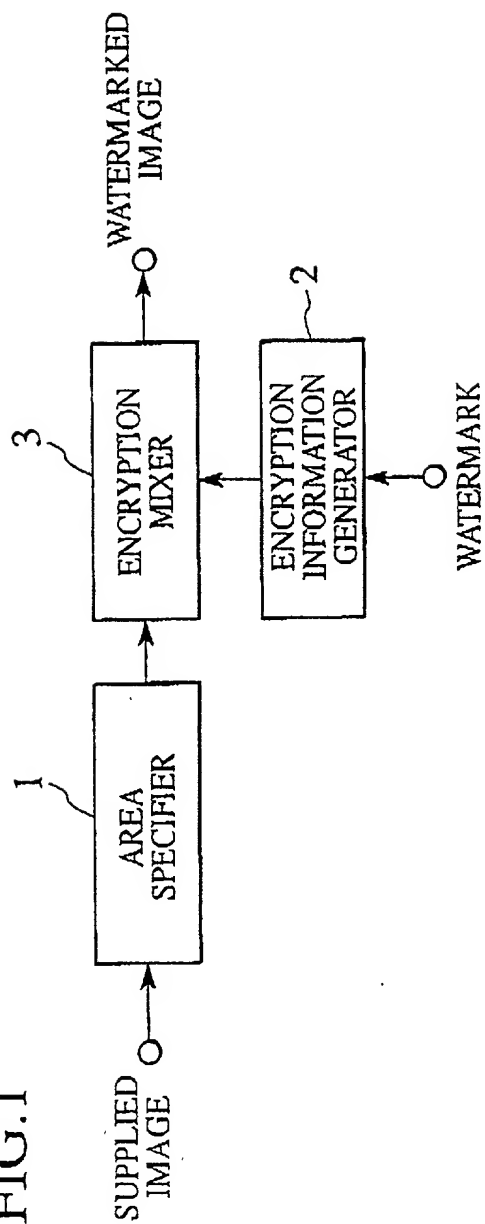 FIG.1
SUPPLIED
IMAGE
1
AREA
SPECIFIER
3
ENCRYPTION
MIXER
WATERMARKED
IMAGE
2
ENCRYPTION
INFORMATION
GENERATOR
WATERMARK